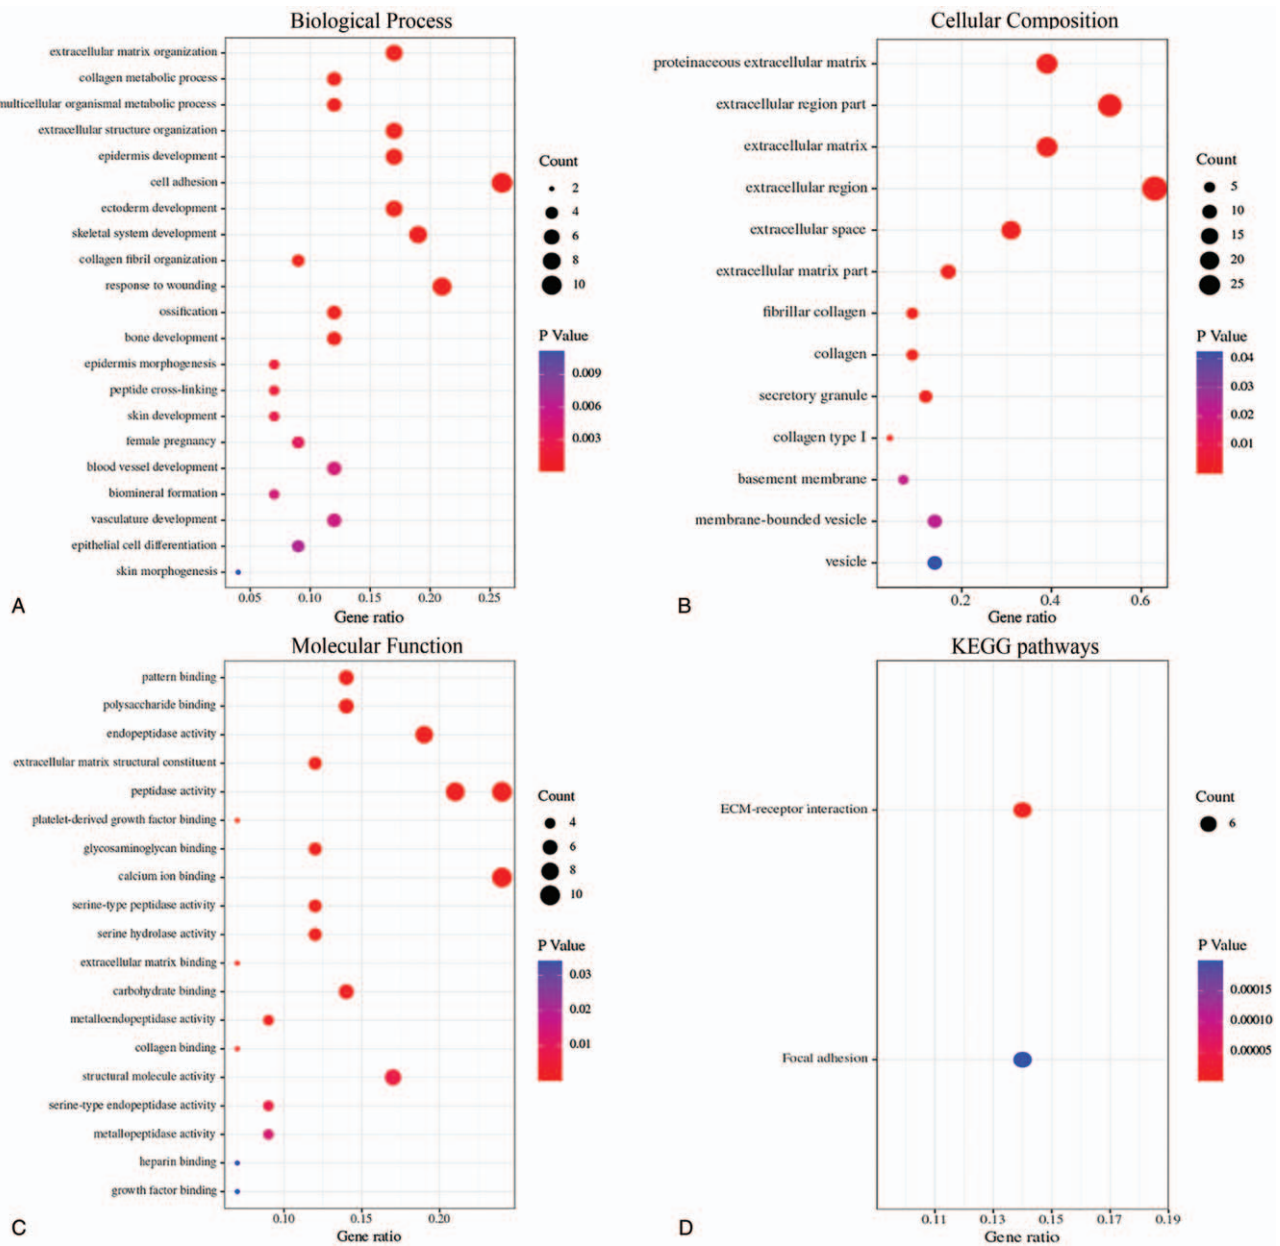 Biological Process
extracellular matrix organization
collagen metabolic process
multicellular organismal metabolic process
extracellular structure organization
epidermis development
cell adhesion
ectoderm development
skeletal system development
collagen fibril organization
response to wounding
ossification
bone development
epidermis morphogenesis
peptide cross-linking
skin development
female pregnancy
blood vessel development
biomineral formation
vasculature development
epithelial cell differentiation
skin morphogenesis
0.05 0.10 0.15 0.20 0.25
Gene ratio
Count
2
4
6
8
10
P Value
0.009
0.006
0.003
A
Cellular Composition
proteinaceous extracellular matrix
extracellular region part
extracellular matrix
extracellular region
extracellular space
extracellular matrix part
fibrillar collagen
collagen
secretory granule
collagen type I
basement membrane
membrane-bounded vesicle
vesicle
0.2 0.4 0.6
Gene ratio
Count
5
10
15
20
25
P Value
0.04
0.03
0.02
0.01
B
Molecular Function
pattern binding
polysaccharide binding
endopeptidase activity
extracellular matrix structural constituent
peptidase activity
platelet-derived growth factor binding
glycosaminoglycan binding
calcium ion binding
serine-type peptidase activity
serine hydrolase activity
extracellular matrix binding
carbohydrate binding
metalloendopeptidase activity
collagen binding
structural molecule activity
serine-type endopeptidase activity
metallopeptidase activity
heparin binding
growth factor binding
0.10 0.15 0.20
Gene ratio
Count
4
6
8
10
P Value
0.03
0.02
0.01
C
KEGG pathways
ECM-receptor interaction
Focal adhesion
0.11 0.13 0.15 0.17 0.19
Gene ratio
Count
6
P Value
0.00015
0.00010
0.00005
D